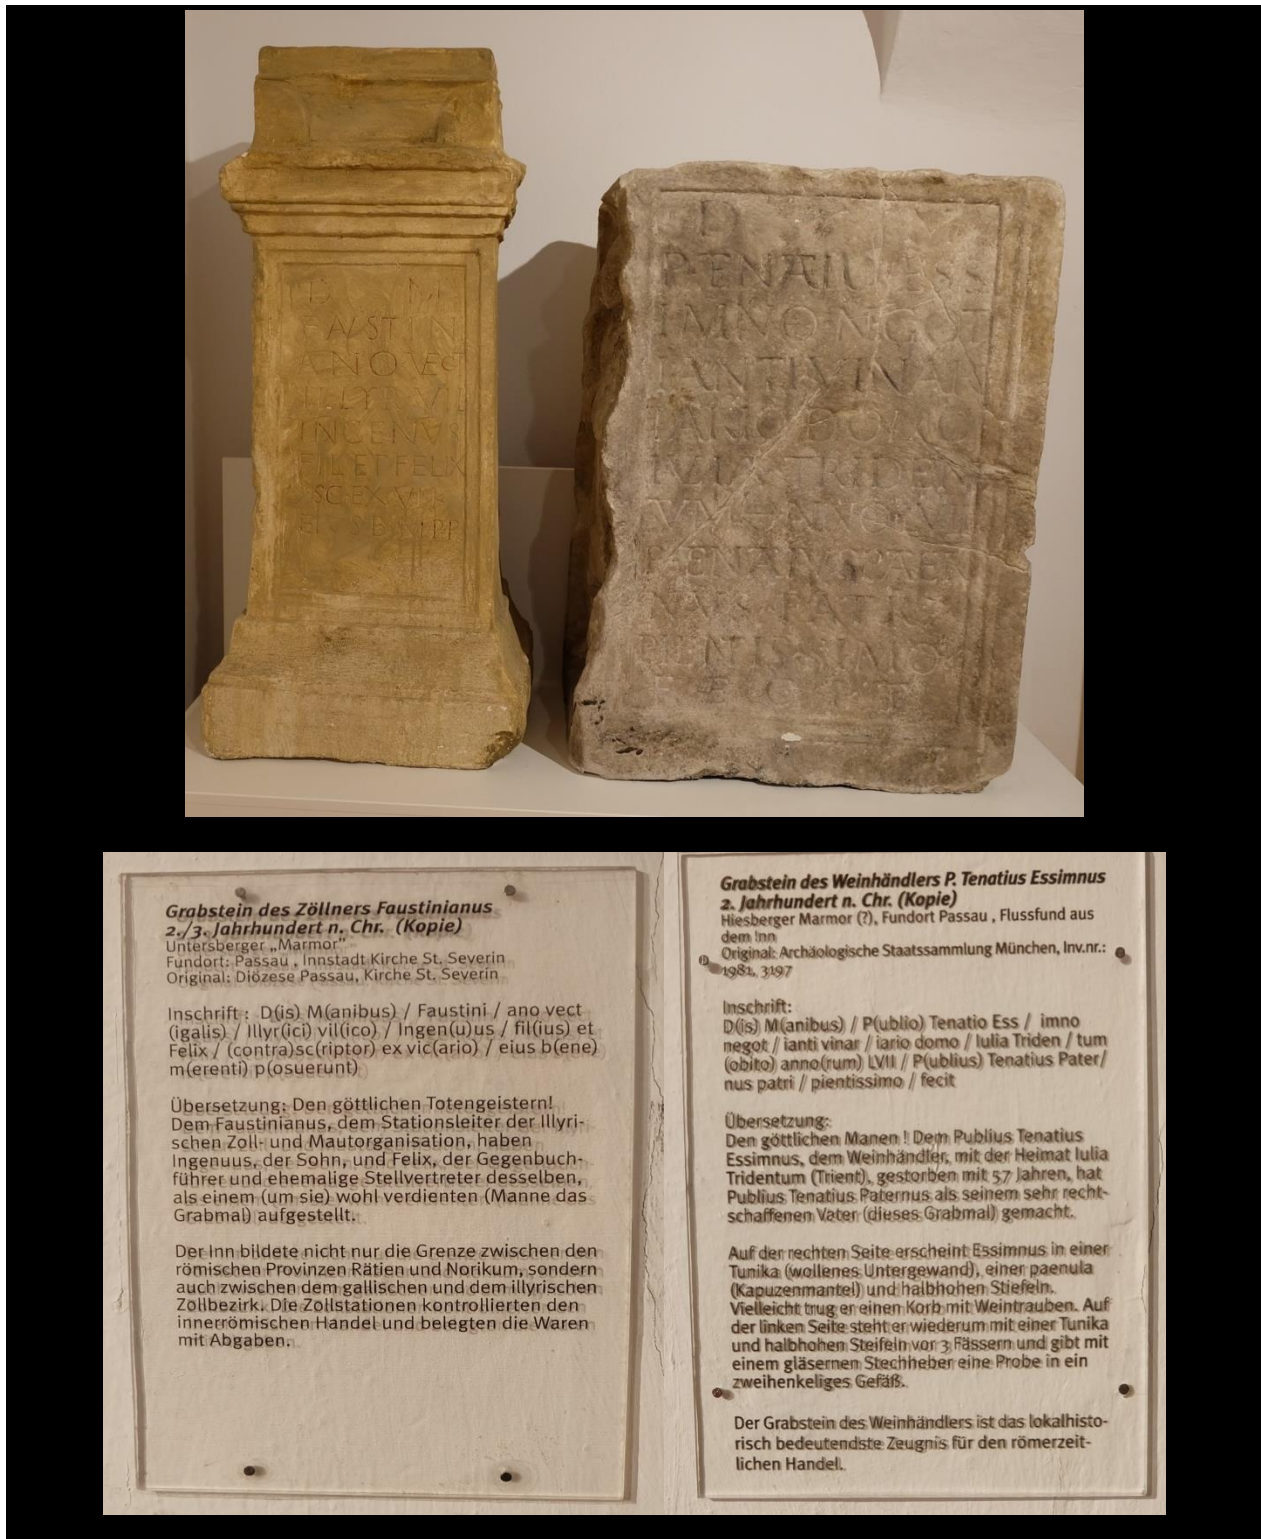 D M
FAVSTIN
ANO VECT
ILLYR VIL
INGENVS
FIL ET FELIX
SC EX VIK
EIVS B M PP
D
P TENATIO ESS
IMNO NGOT
IANTI VINAR
IARIO DOMO
IVLIA TRIDEN
TVM ANNO LVII
P TENATIVS PATER
NVS PATRI
PIENTISSIMO
FECIT
Grabstein des Zöllners Faustinianus
2./3. Jahrhundert n. Chr. (Kopie)
Untersberger „Marmor"
Fundort: Passau , Innstadt Kirche St. Severin
Original: Diözese Passau, Kirche St. Severin
Inschrift : D(is) M(anibus) / Faustini / ano vect
(igalis) / Illyr(ici) vil(ico) / Ingen(u)us / fil(ius) et
Felix / (contra)sc(riptor) ex vic(ario) / eius b(ene)
m(erenti) p(osuerunt)
Übersetzung: Den göttlichen Totengeistern!
Dem Faustinianus, dem Stationsleiter der Illyri-
schen Zoll- und Mautorganisation, haben
Ingenuus, der Sohn, und Felix, der Gegenbuch-
führer und ehemalige Stellvertreter desselben,
als einem (um sie) wohl verdienten (Manne das
Grabmal) aufgestellt.
Der Inn bildete nicht nur die Grenze zwischen den
römischen Provinzen Rätien und Norikum, sondern
auch zwischen dem gallischen und dem illyrischen
Zollbezirk. Die Zollstationen kontrollierten den
innerrömischen Handel und belegten die Waren
mit Abgaben.
Grabstein des Weinhändlers P. Tenatius Essimnus
2. Jahrhundert n. Chr. (Kopie)
Hiesberger Marmor (?), Fundort Passau , Flussfund aus
dem Inn
Original: Archäologische Staatssammlung München, Inv.nr.:
1981, 3197
Inschrift:
D(is) M(anibus) / P(ublio) Tenatio Ess / imno
negot / ianti vinar / iario domo / Iulia Triden / tum
(obito) anno(rum) LVII / P(ublius) Tenatius Pater/
nus patri / pientissimo / fecit
Übersetzung:
Den göttlichen Manen ! Dem Publius Tenatius
Essimnus, dem Weinhändler, mit der Heimat Iulia
Tridentum (Trient), gestorben mit 57 Jahren, hat
Publius Tenatius Paternus als seinem sehr recht-
schaffenen Vater (dieses Grabmal) gemacht.
Auf der rechten Seite erscheint Essimnus in einer
Tunika (wollenes Untergewand), einer paenula
(Kapuzenmantel) und halbhohen Stiefeln.
Vielleicht trug er einen Korb mit Weintrauben. Auf
der linken Seite steht er wiederum mit einer Tunika
und halbhohen Steifeln vor 3 Fässern und gibt mit
einem gläsernen Stechheber eine Probe in ein
zweihenkeliges Gefäß.
Der Grabstein des Weinhändlers ist das lokalhisto-
risch bedeutendste Zeugnis für den römerzeit-
lichen Handel.